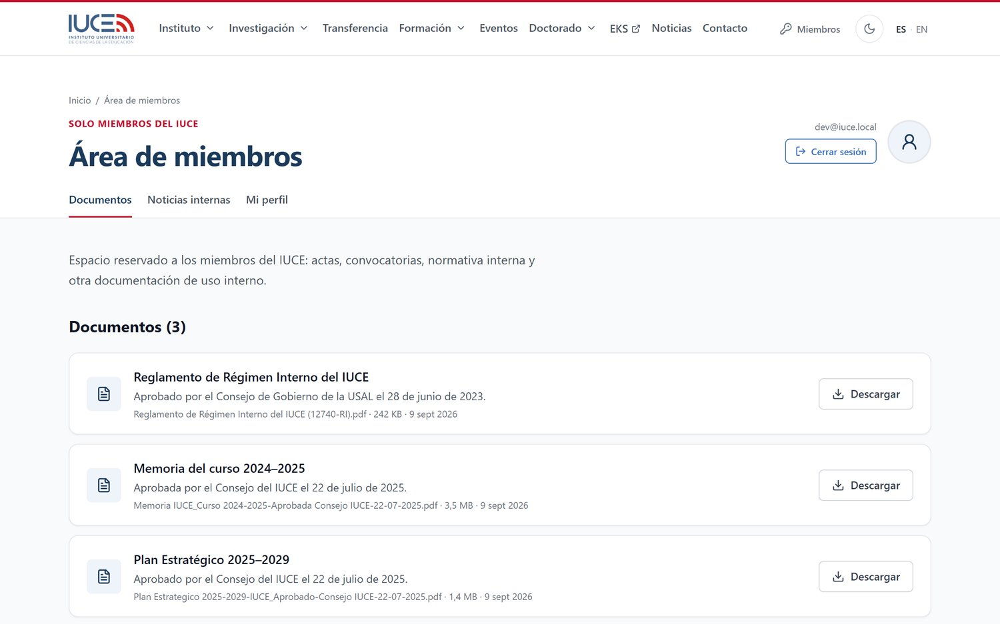 IUCE
INSTITUTO UNIVERSITARIO
DE CIENCIAS DE LA EDUCACIÓN
Instituto
Investigación
Transferencia
Formación
Eventos
Doctorado
EKS
Noticias
Contacto
Miembros
ES · EN
Inicio / Área de miembros
SOLO MIEMBROS DEL IUCE
Área de miembros
dev@iuce.local
Cerrar sesión
Documentos
Noticias internas
Mi perfil
Espacio reservado a los miembros del IUCE: actas, convocatorias, normativa interna y
otra documentación de uso interno.
Documentos (3)
Reglamento de Régimen Interno del IUCE
Aprobado por el Consejo de Gobierno de la USAL el 28 de junio de 2023.
Reglamento de Régimen Interno del IUCE (12740-RI).pdf · 242 KB · 9 sept 2026
Descargar
Memoria del curso 2024–2025
Aprobada por el Consejo del IUCE el 22 de julio de 2025.
Memoria IUCE_Curso 2024-2025-Aprobada Consejo IUCE-22-07-2025.pdf · 3,5 MB · 9 sept 2026
Descargar
Plan Estratégico 2025–2029
Aprobado por el Consejo del IUCE el 22 de julio de 2025.
Plan Estrategico 2025-2029-IUCE_Aprobado-Consejo IUCE-22-07-2025.pdf · 1,4 MB · 9 sept 2026
Descargar